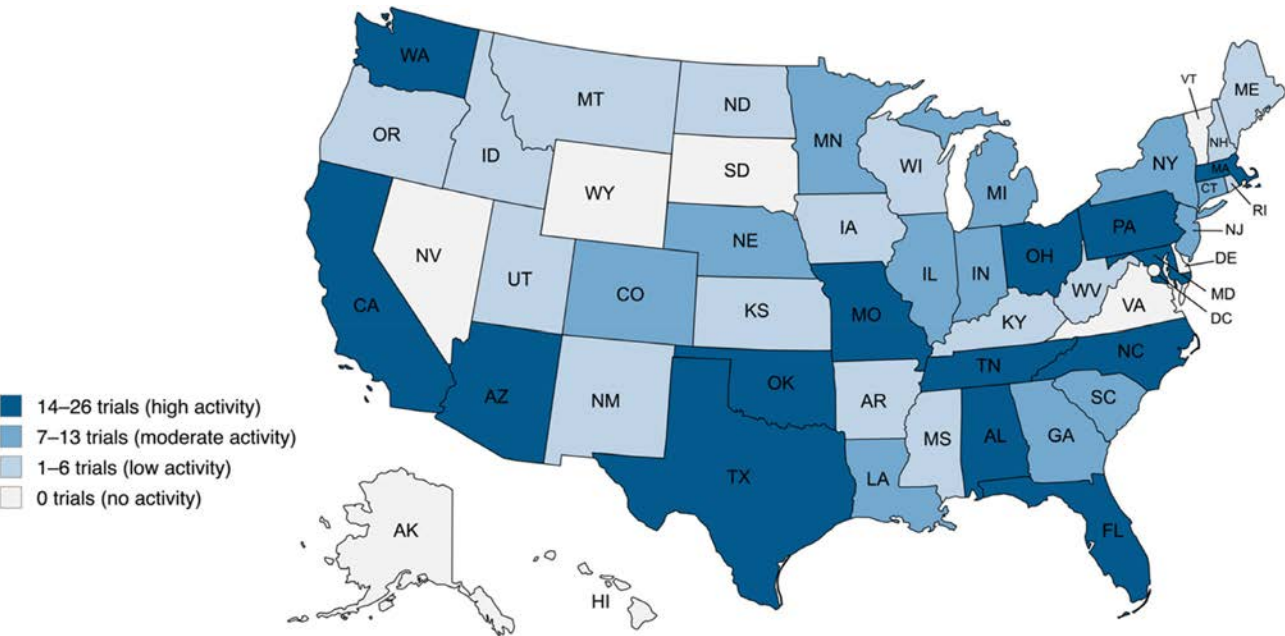 WA
MT
ND
OR
ID
MN
SD
WY
WI
MI
VT
ME
NH
NY
MA
CT
RI
NJ
PA
DE
MD
DC
NE
IA
IL
IN
OH
NV
UT
CO
CA
KS
MO
WV
VA
KY
NC
TN
AZ
NM
OK
AR
SC
MS
AL
GA
TX
LA
FL
14–26 trials (high activity)
7–13 trials (moderate activity)
1–6 trials (low activity)
0 trials (no activity)
AK
HI